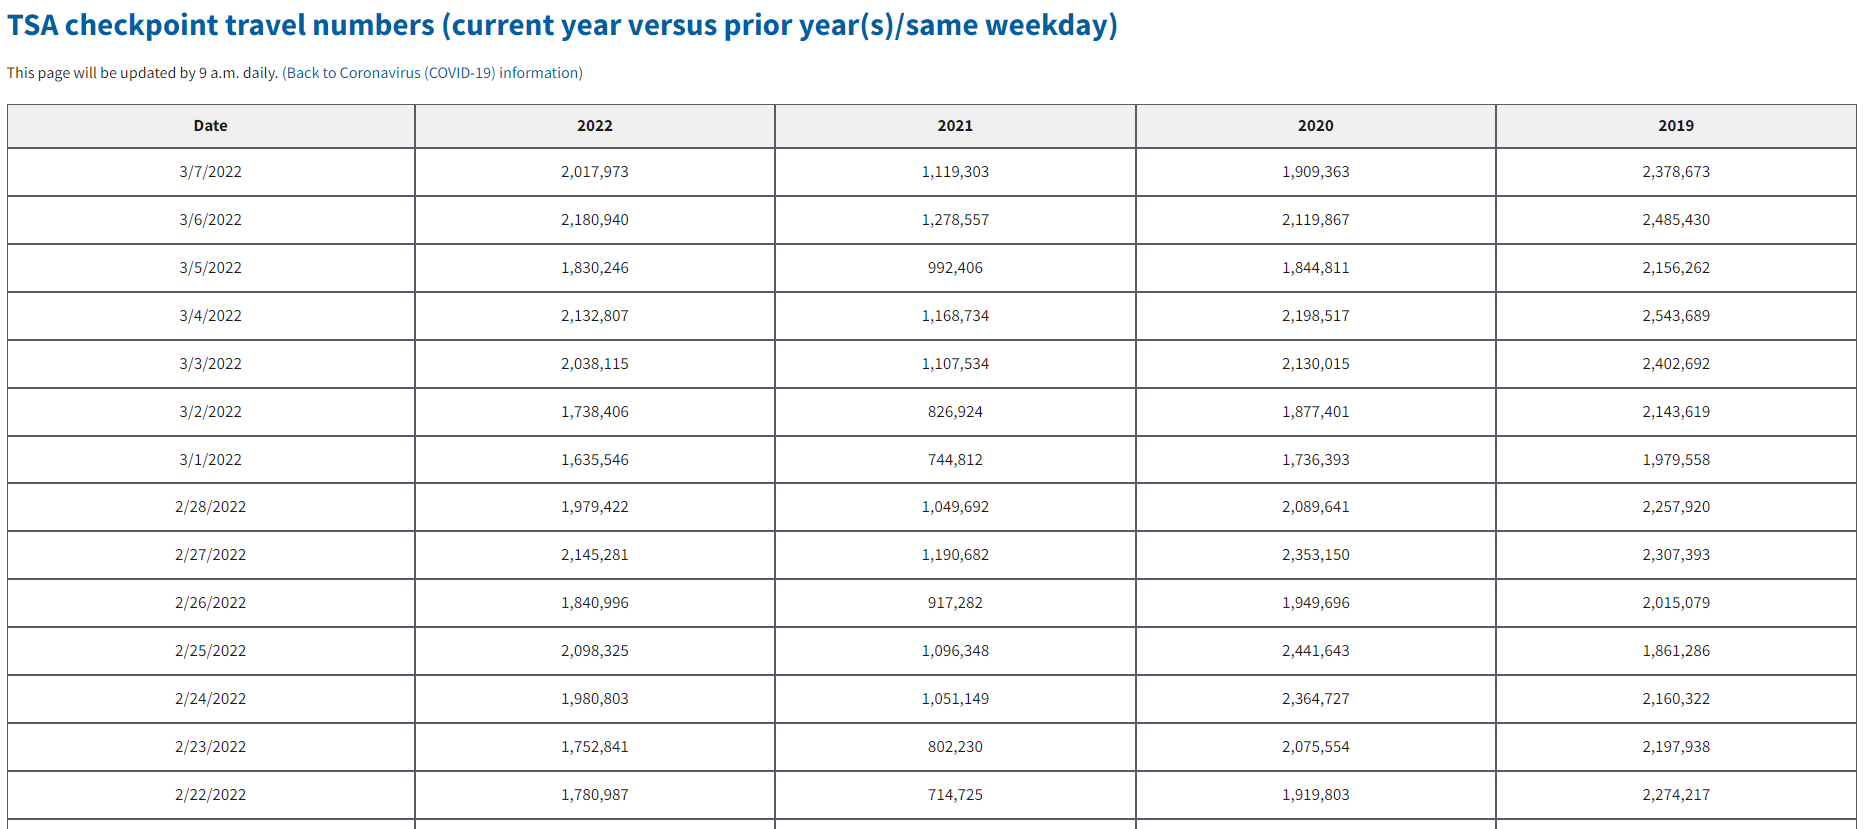 TSA checkpoint travel numbers (current year versus prior year(s)/same weekday)
This page will be updated by 9 a.m. daily. (Back to Coronavirus (COVID-19) information)
Date 2022 2021 2020 2019
3/7/2022 2,017,973 1,119,303 1,909,363 2,378,673
3/6/2022 2,180,940 1,278,557 2,119,867 2,485,430
3/5/2022 1,830,246 992,406 1,844,811 2,156,262
3/4/2022 2,132,807 1,168,734 2,198,517 2,543,689
3/3/2022 2,038,115 1,107,534 2,130,015 2,402,692
3/2/2022 1,738,406 826,924 1,877,401 2,143,619
3/1/2022 1,635,546 744,812 1,736,393 1,979,558
2/28/2022 1,979,422 1,049,692 2,089,641 2,257,920
2/27/2022 2,145,281 1,190,682 2,353,150 2,307,393
2/26/2022 1,840,996 917,282 1,949,696 2,015,079
2/25/2022 2,098,325 1,096,348 2,441,643 1,861,286
2/24/2022 1,980,803 1,051,149 2,364,727 2,160,322
2/23/2022 1,752,841 802,230 2,075,554 2,197,938
2/22/2022 1,780,987 714,725 1,919,803 2,274,217